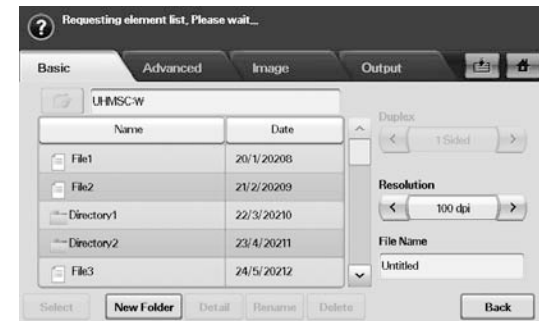 Requesting element list, Please wait...
Basic
Advanced
Image
Output
UHMSC:W
Name
Date
File1
20/1/20208
File2
21/2/20209
Directory1
22/3/20210
Directory2
23/4/20211
File3
24/5/20212
Duplex
1 Sided
Resolution
100 dpi
File Name
Untitled
Select
New Folder
Detail
Rename
Delete
Back